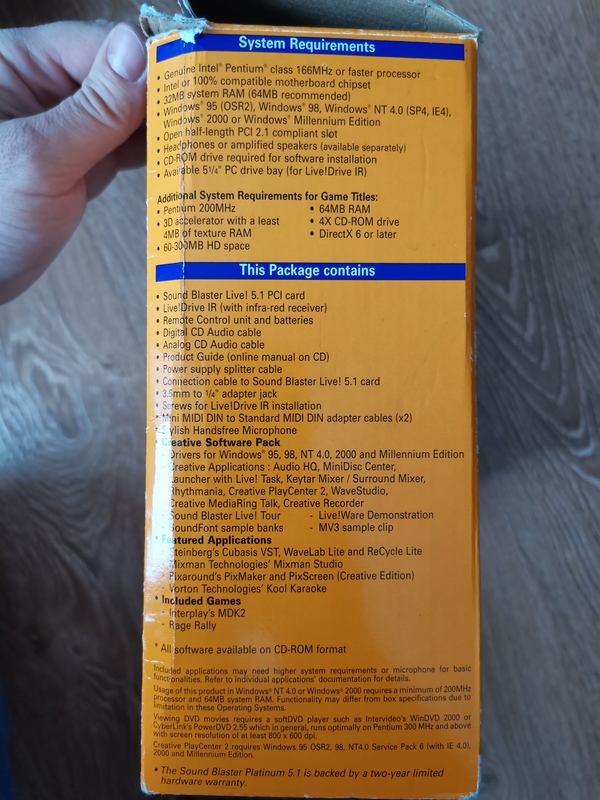 System Requirements
• Genuine Intel® Pentium® class 166MHz or faster processor
• Intel or 100% compatible motherboard chipset
• 32MB system RAM (64MB recommended)
• Windows® 95 (OSR2), Windows® 98, Windows® NT 4.0 (SP4, IE4),
Windows® 2000 or Windows® Millennium Edition
• Open half-length PCI 2.1 compliant slot
• Headphones or amplified speakers (available separately)
• CD-ROM drive required for software installation
• Available 5¼" PC drive bay (for Live!Drive IR)
Additional System Requirements for Game Titles:
• Pentium 200MHz
• 3D accelerator with a least
4MB of texture RAM
• 60-300MB HD space
• 64MB RAM
• 4X CD-ROM drive
• DirectX 6 or later
This Package contains
• Sound Blaster Live! 5.1 PCI card
• Live!Drive IR (with infra-red receiver)
• Remote Control unit and batteries
• Digital CD Audio cable
• Analog CD Audio cable
• Product Guide (online manual on CD)
• Power supply splitter cable
• Connection cable to Sound Blaster Live! 5.1 card
• 3.5mm to ¼" adapter jack
• Screws for Live!Drive IR installation
• Mini MIDI DIN to Standard MIDI DIN adapter cables (x2)
• Stylish Handsfree Microphone
• Creative Software Pack
- Drivers for Windows® 95, 98, NT 4.0, 2000 and Millennium Edition
- Creative Applications : Audio HQ, MiniDisc Center,
Launcher with Live! Task, Keytar Mixer / Surround Mixer,
Rhythmania, Creative PlayCenter 2, WaveStudio,
Creative MediaRing Talk, Creative Recorder
- Sound Blaster Live! Tour - Live!Ware Demonstration
- SoundFont sample banks - MV3 sample clip
• Featured Applications
- Steinberg's Cubasis VST, WaveLab Lite and ReCycle Lite
- Mixman Technologies' Mixman Studio
- Pixaround's PixMaker and PixScreen (Creative Edition)
- Vorton Technologies' Kool Karaoke
• Included Games
- Interplay's MDK2
- Rage Rally
* All software available on CD-ROM format
Included applications may need higher system requirements or microphone for basic
functionalities. Refer to individual applications' documentation for details.
Usage of this product in Windows® NT 4.0 or Windows® 2000 requires a minimum of 200MHz
processor and 64MB system RAM. Functionality may differ from box specifications due to
limitation in these Operating Systems.
Viewing DVD movies requires a softDVD player such as Intervideo's WinDVD 2000 or
CyberLink's PowerDVD 2.55 which in general, runs optimally on Pentium 300 MHz and above
with screen resolution of at least 800 x 600 dpi.
Creative PlayCenter 2 requires Windows 95 OSR2, 98, NT4.0 Service Pack 6 (with IE 4.0),
2000 and Millennium Edition.
• The Sound Blaster Platinum 5.1 is backed by a two-year limited
hardware warranty.